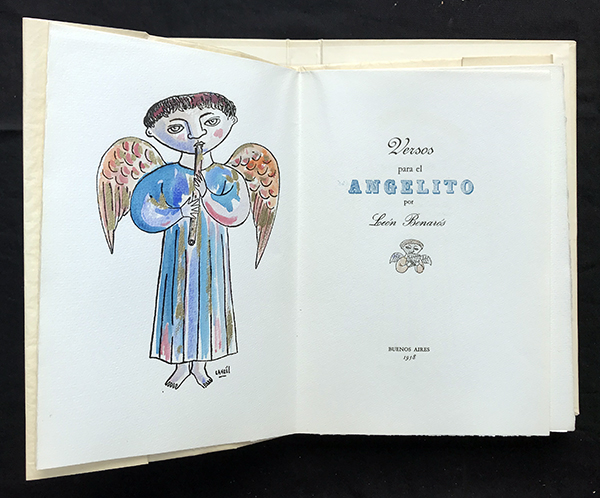 Versos
para el
ANGELITO
por
León Benarós
BUENOS AIRES
1958